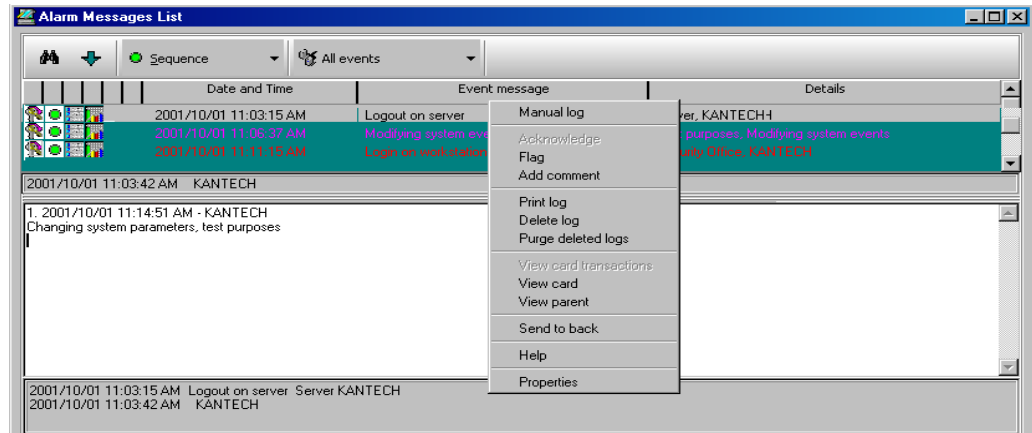 Alarm Messages List
Sequence All events
Date and Time Event message Details
2001/10/01 11:03:15 AM Logout on server ver, KANTECH
2001/10/01 11:06:37 AM Modifying system eve purposes, Modifying system events
2001/10/01 11:11:15 AM Login on workstation urity Office, KANTECH
2001/10/01 11:03:42 AM KANTECH
1. 2001/10/01 11:14:51 AM - KANTECH
Changing system parameters, test purposes
Manual log
Acknowledge
Flag
Add comment
Print log
Delete log
Purge deleted logs
View card transactions
View card
View parent
Send to back
Help
Properties
2001/10/01 11:03:15 AM Logout on server Server KANTECH
2001/10/01 11:03:42 AM KANTECH